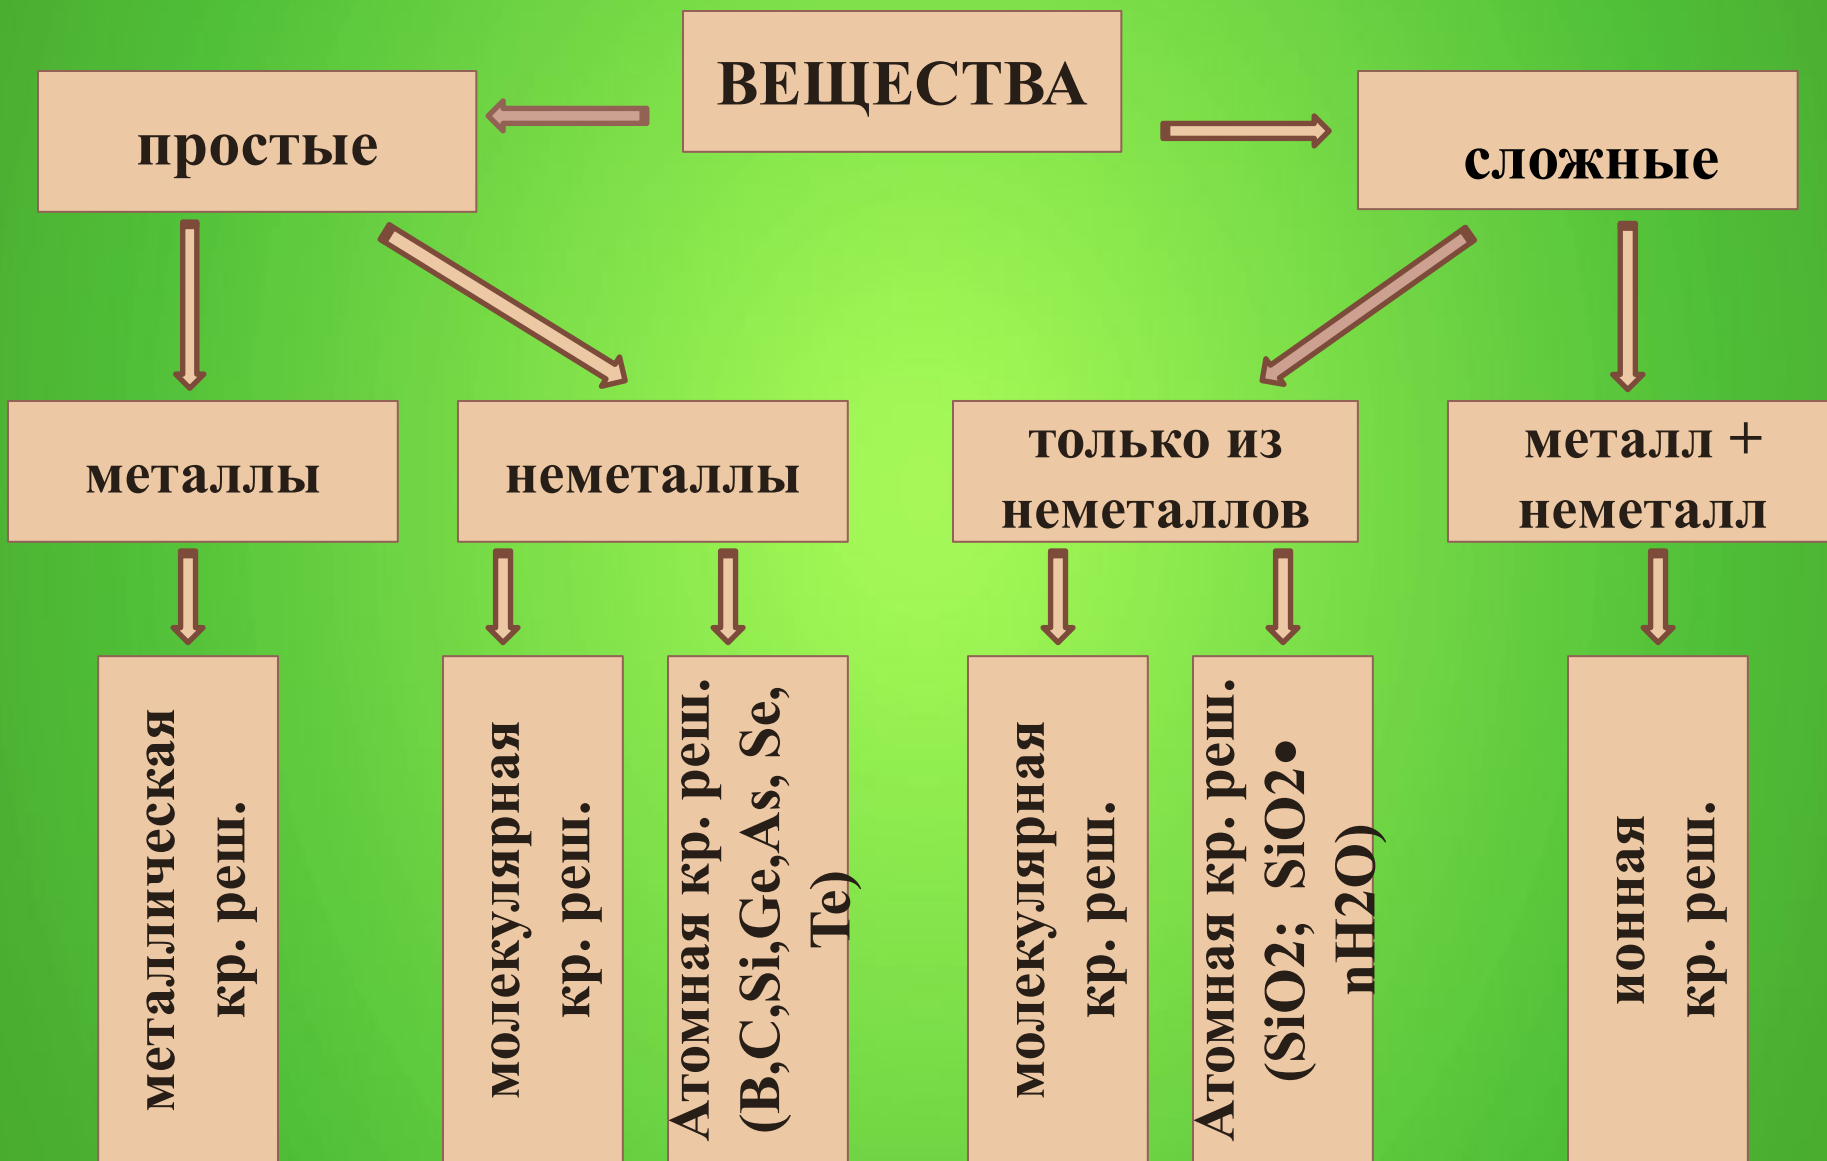 ВЕЩЕСТВА
простые
сложные
металлы
неметаллы
только из
неметаллов
металл +
неметалл
металлическая
кр. реш.
молекулярная
кр. реш.
Атомная кр. реш.
(B,C,Si,Ge,As, Se,
Te)
молекулярная
кр. реш.
Атомная кр. реш.
(SiO2; SiO2•
nH2O)
ионная
кр. реш.